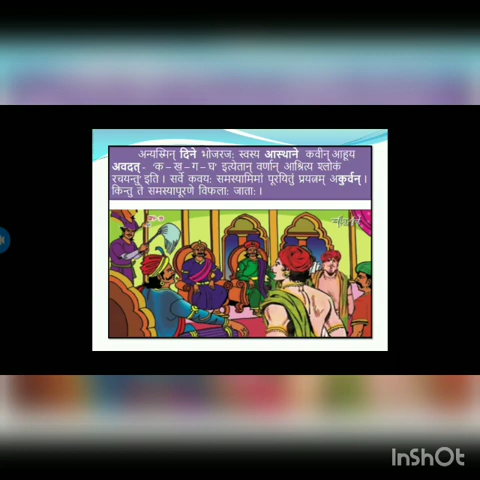 अन्यस्मिन् दिने भोजरज: स्वस्य आस्थाने कवीन् आहूय
अवदत् - 'क – ख – ग – घ' इत्येतान् वर्णान् आश्रित्य श्लोकं
रचयन्तु' इति । सर्वे कवय: समस्यामिमां पूरयितुं प्रयत्नम् अकुर्वन् ।
किन्तु ते समस्यापूरणे विफला: जाता: ।
InShOt